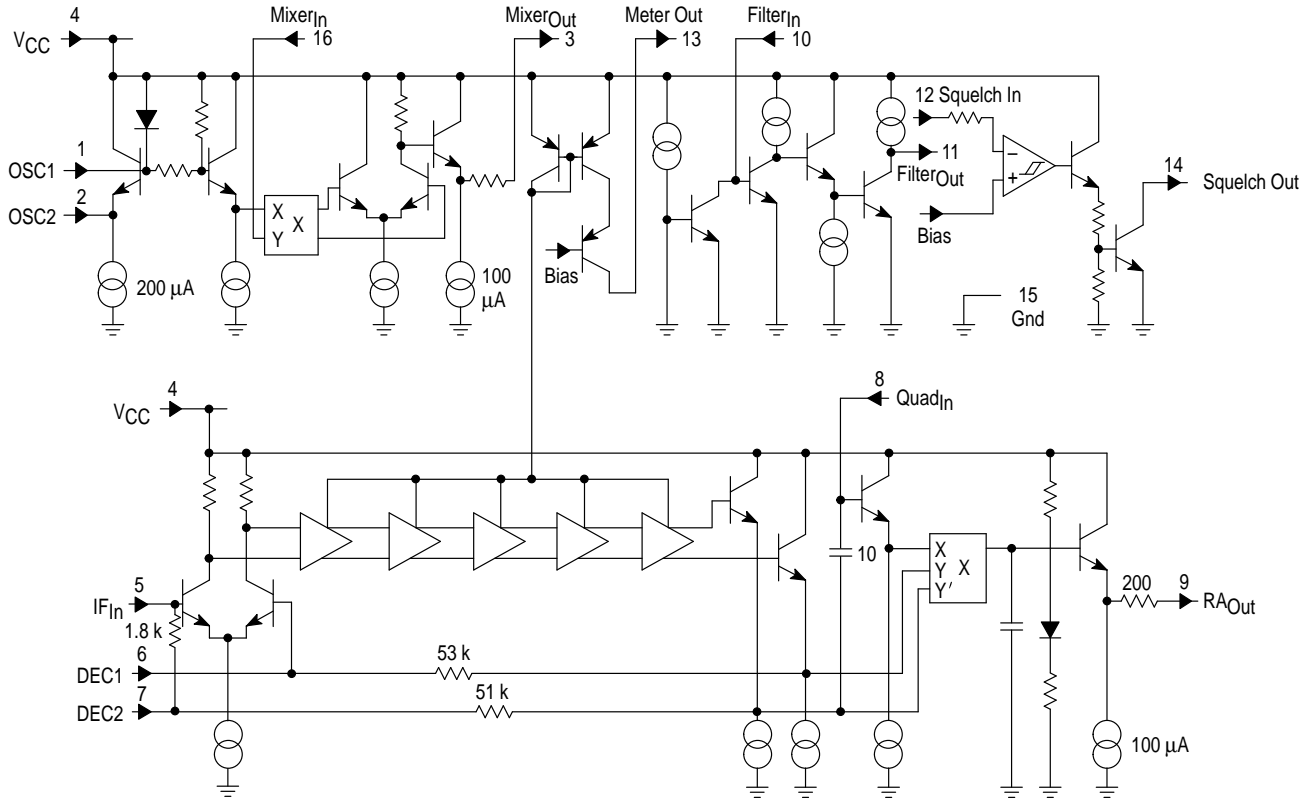 4
VCC
MixerIn
16
MixerOut
3
Meter Out
13
FilterIn
10
12 Squelch In
1
OSC1
2
OSC2
200 µA
X
Y
X
100
µA
Bias
11
FilterOut
Bias
−
+
14
Squelch Out
15
Gnd
4
VCC
8
QuadIn
10
X
Y
Y'
X
5
IFIn
1.8 k
6
DEC1
53 k
7
DEC2
51 k
200
9
RAOut
100 µA